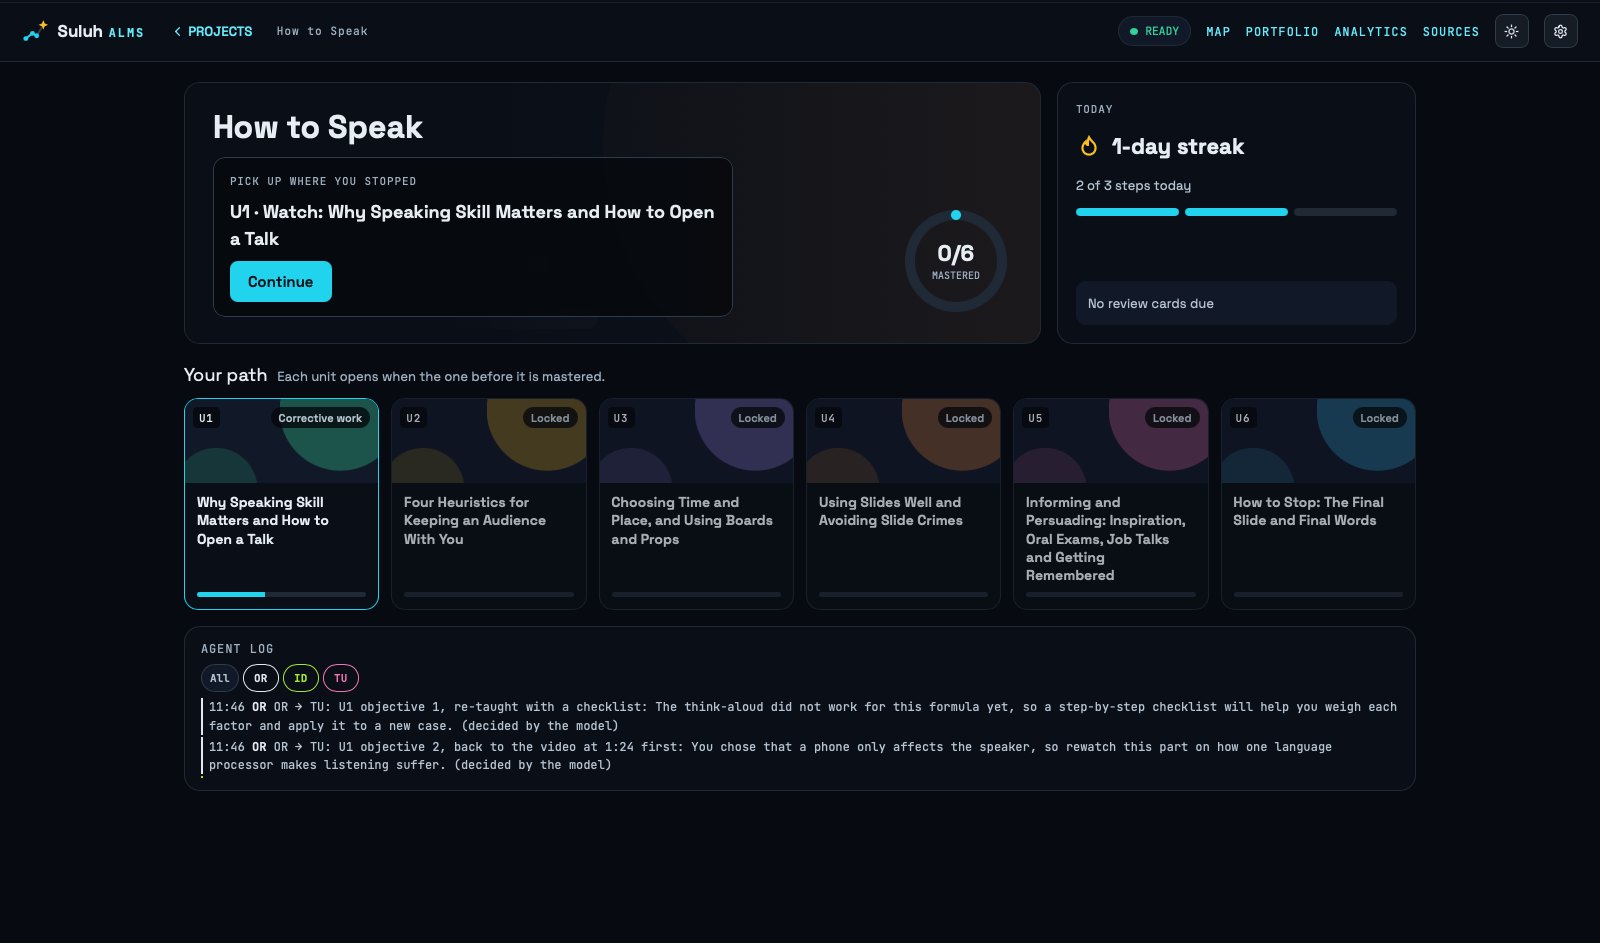 Suluh ALMS
PROJECTS
How to Speak
READY
MAP
PORTFOLIO
ANALYTICS
SOURCES
How to Speak
PICK UP WHERE YOU STOPPED
U1 · Watch: Why Speaking Skill Matters and How to Open
a Talk
Continue
0/6
MASTERED
TODAY
1-day streak
2 of 3 steps today
No review cards due
Your path
Each unit opens when the one before it is mastered.
U1
Corrective work
Why Speaking Skill
Matters and How to
Open a Talk
U2
Locked
Four Heuristics for
Keeping an Audience
With You
U3
Locked
Choosing Time and
Place, and Using Boards
and Props
U4
Locked
Using Slides Well and
Avoiding Slide Crimes
U5
Locked
Informing and
Persuading: Inspiration,
Oral Exams, Job Talks
and Getting
Remembered
U6
Locked
How to Stop: The Final
Slide and Final Words
AGENT LOG
All
OR
ID
TU
11:46 OR OR → TU: U1 objective 1, re-taught with a checklist: The think-aloud did not work for this formula yet, so a step-by-step checklist will help you weigh each
factor and apply it to a new case. (decided by the model)
11:46 OR OR → TU: U1 objective 2, back to the video at 1:24 first: You chose that a phone only affects the speaker, so rewatch this part on how one language
processor makes listening suffer. (decided by the model)